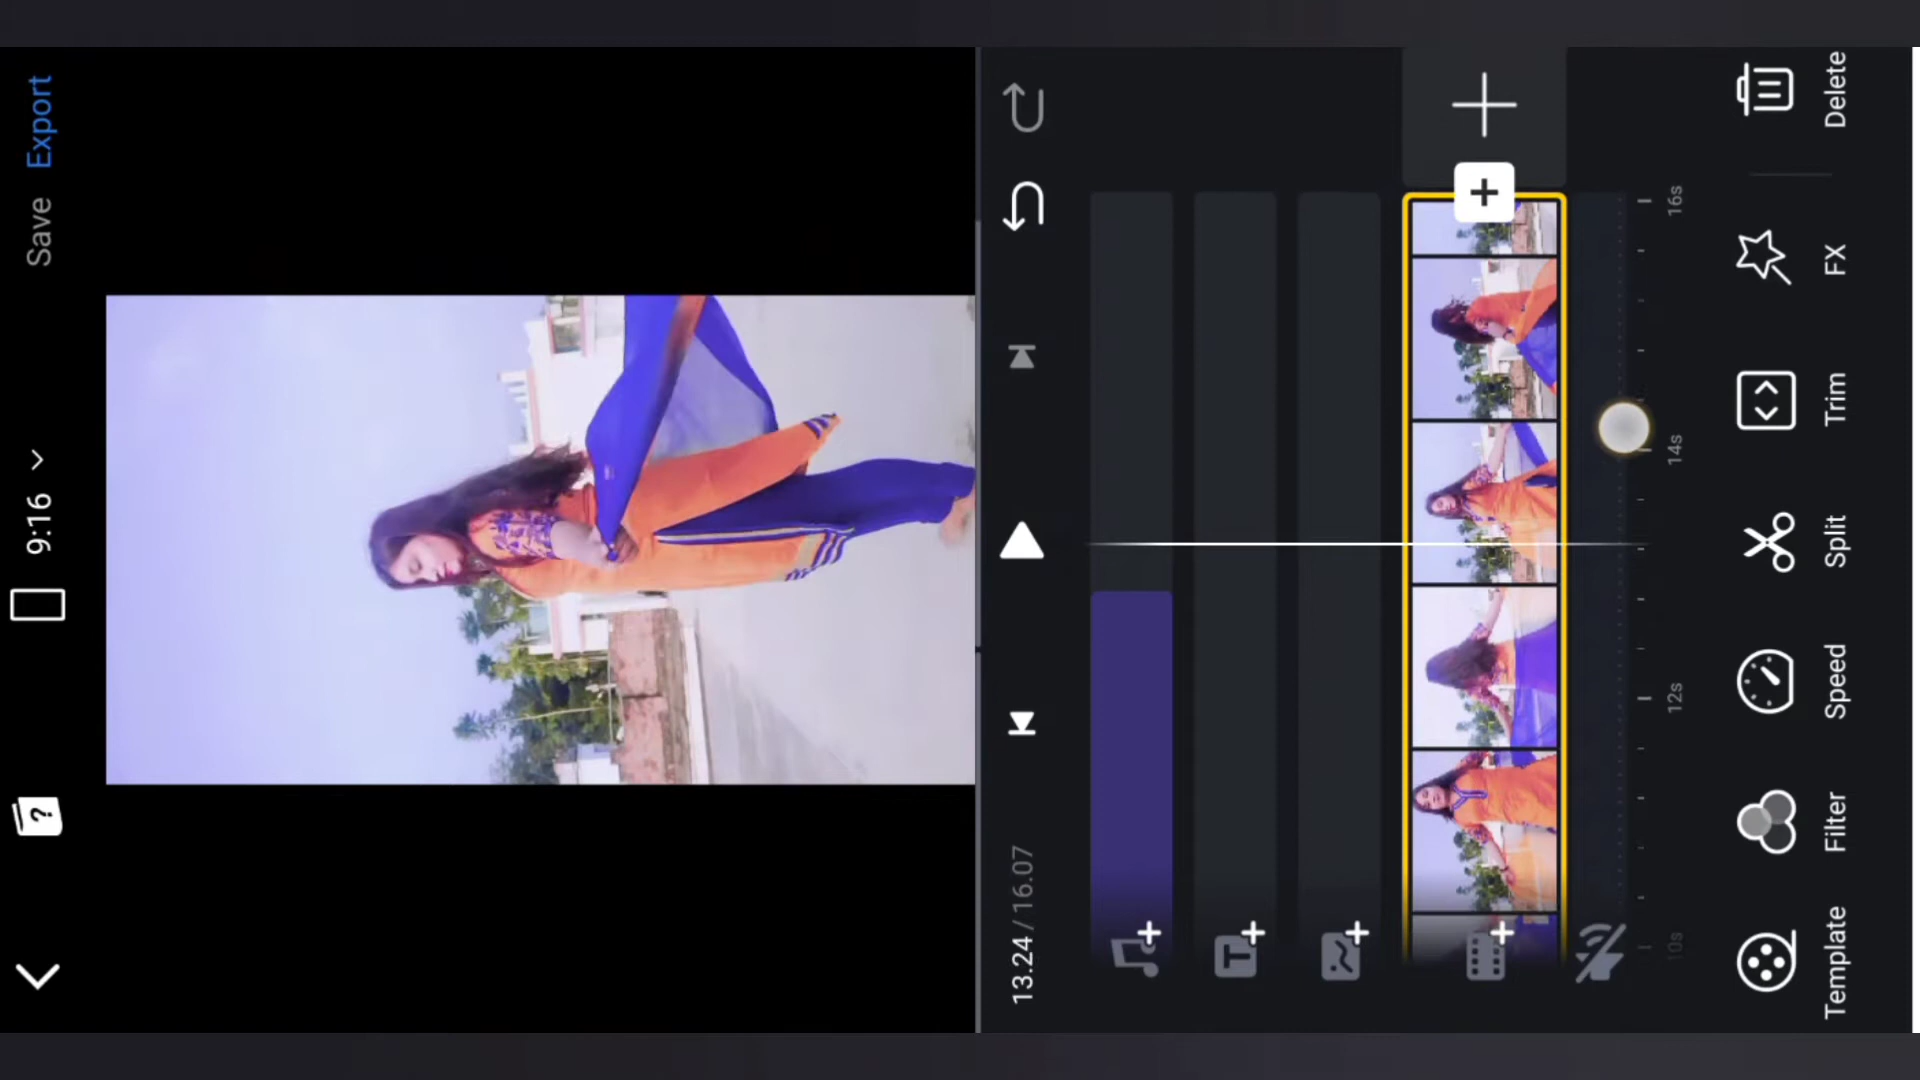 9:16
Save
Export
13.24 / 16.07
10s
12s
14s
16s
Template
Filter
Speed
Split
Trim
FX
Delete